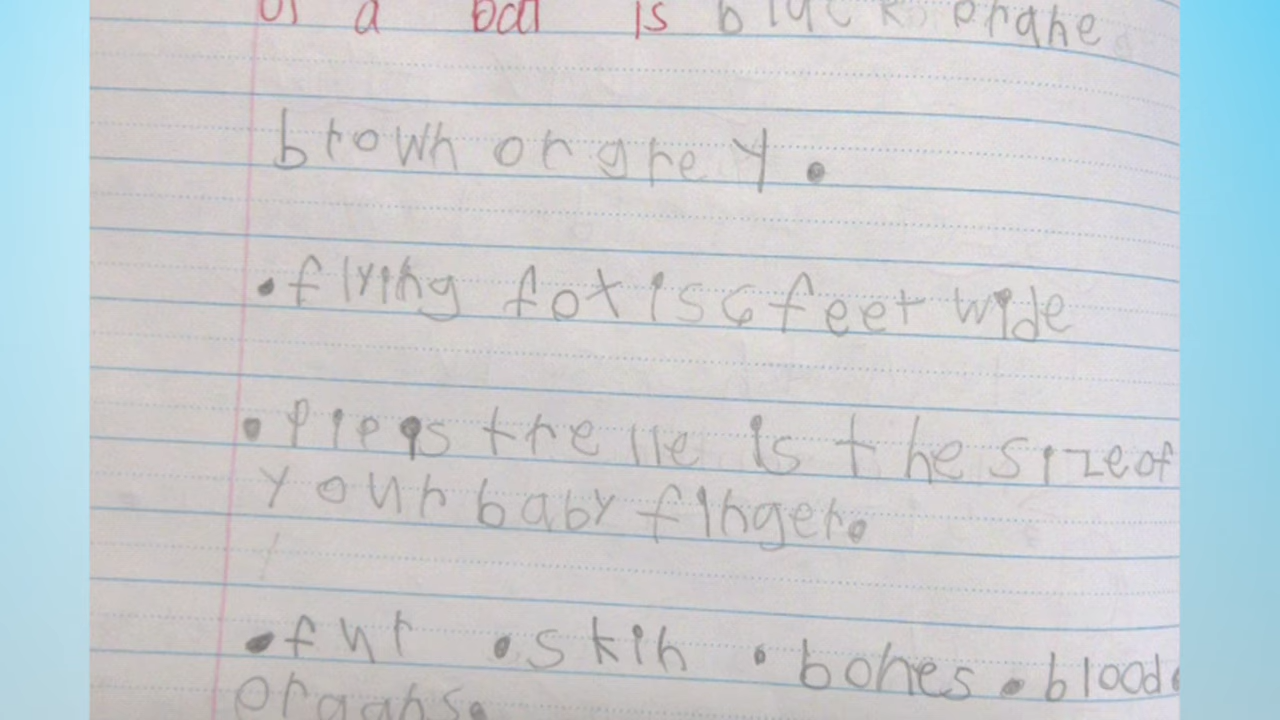 of a bat is black orange
brown or grey.
• flying fox is 6 feet wide
• pipistrelle is the size of
your baby finger.
• fur • skin • bones • blood •
organs.